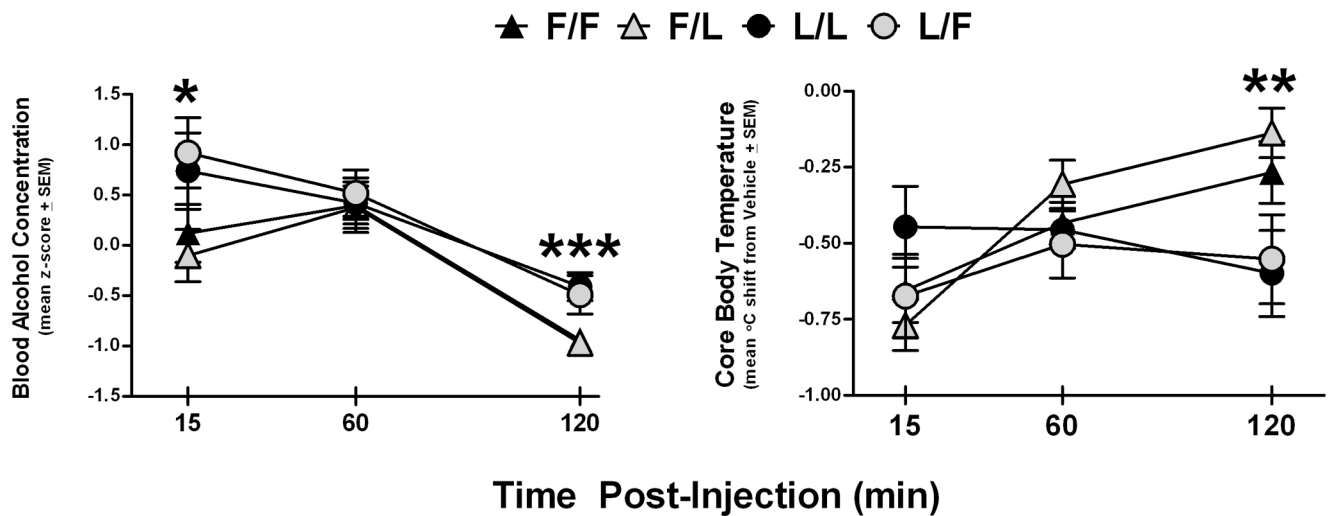 F/F F/L L/L L/F
Blood Alcohol Concentration
(mean z-score ± SEM)
1.5
1.0
0.5
0.0
-0.5
-1.0
-1.5
*
***
15 60 120
Core Body Temperature
(mean °C shift from Vehicle ± SEM)
0.00
-0.25
-0.50
-0.75
-1.00
**
15 60 120
Time Post-Injection (min)